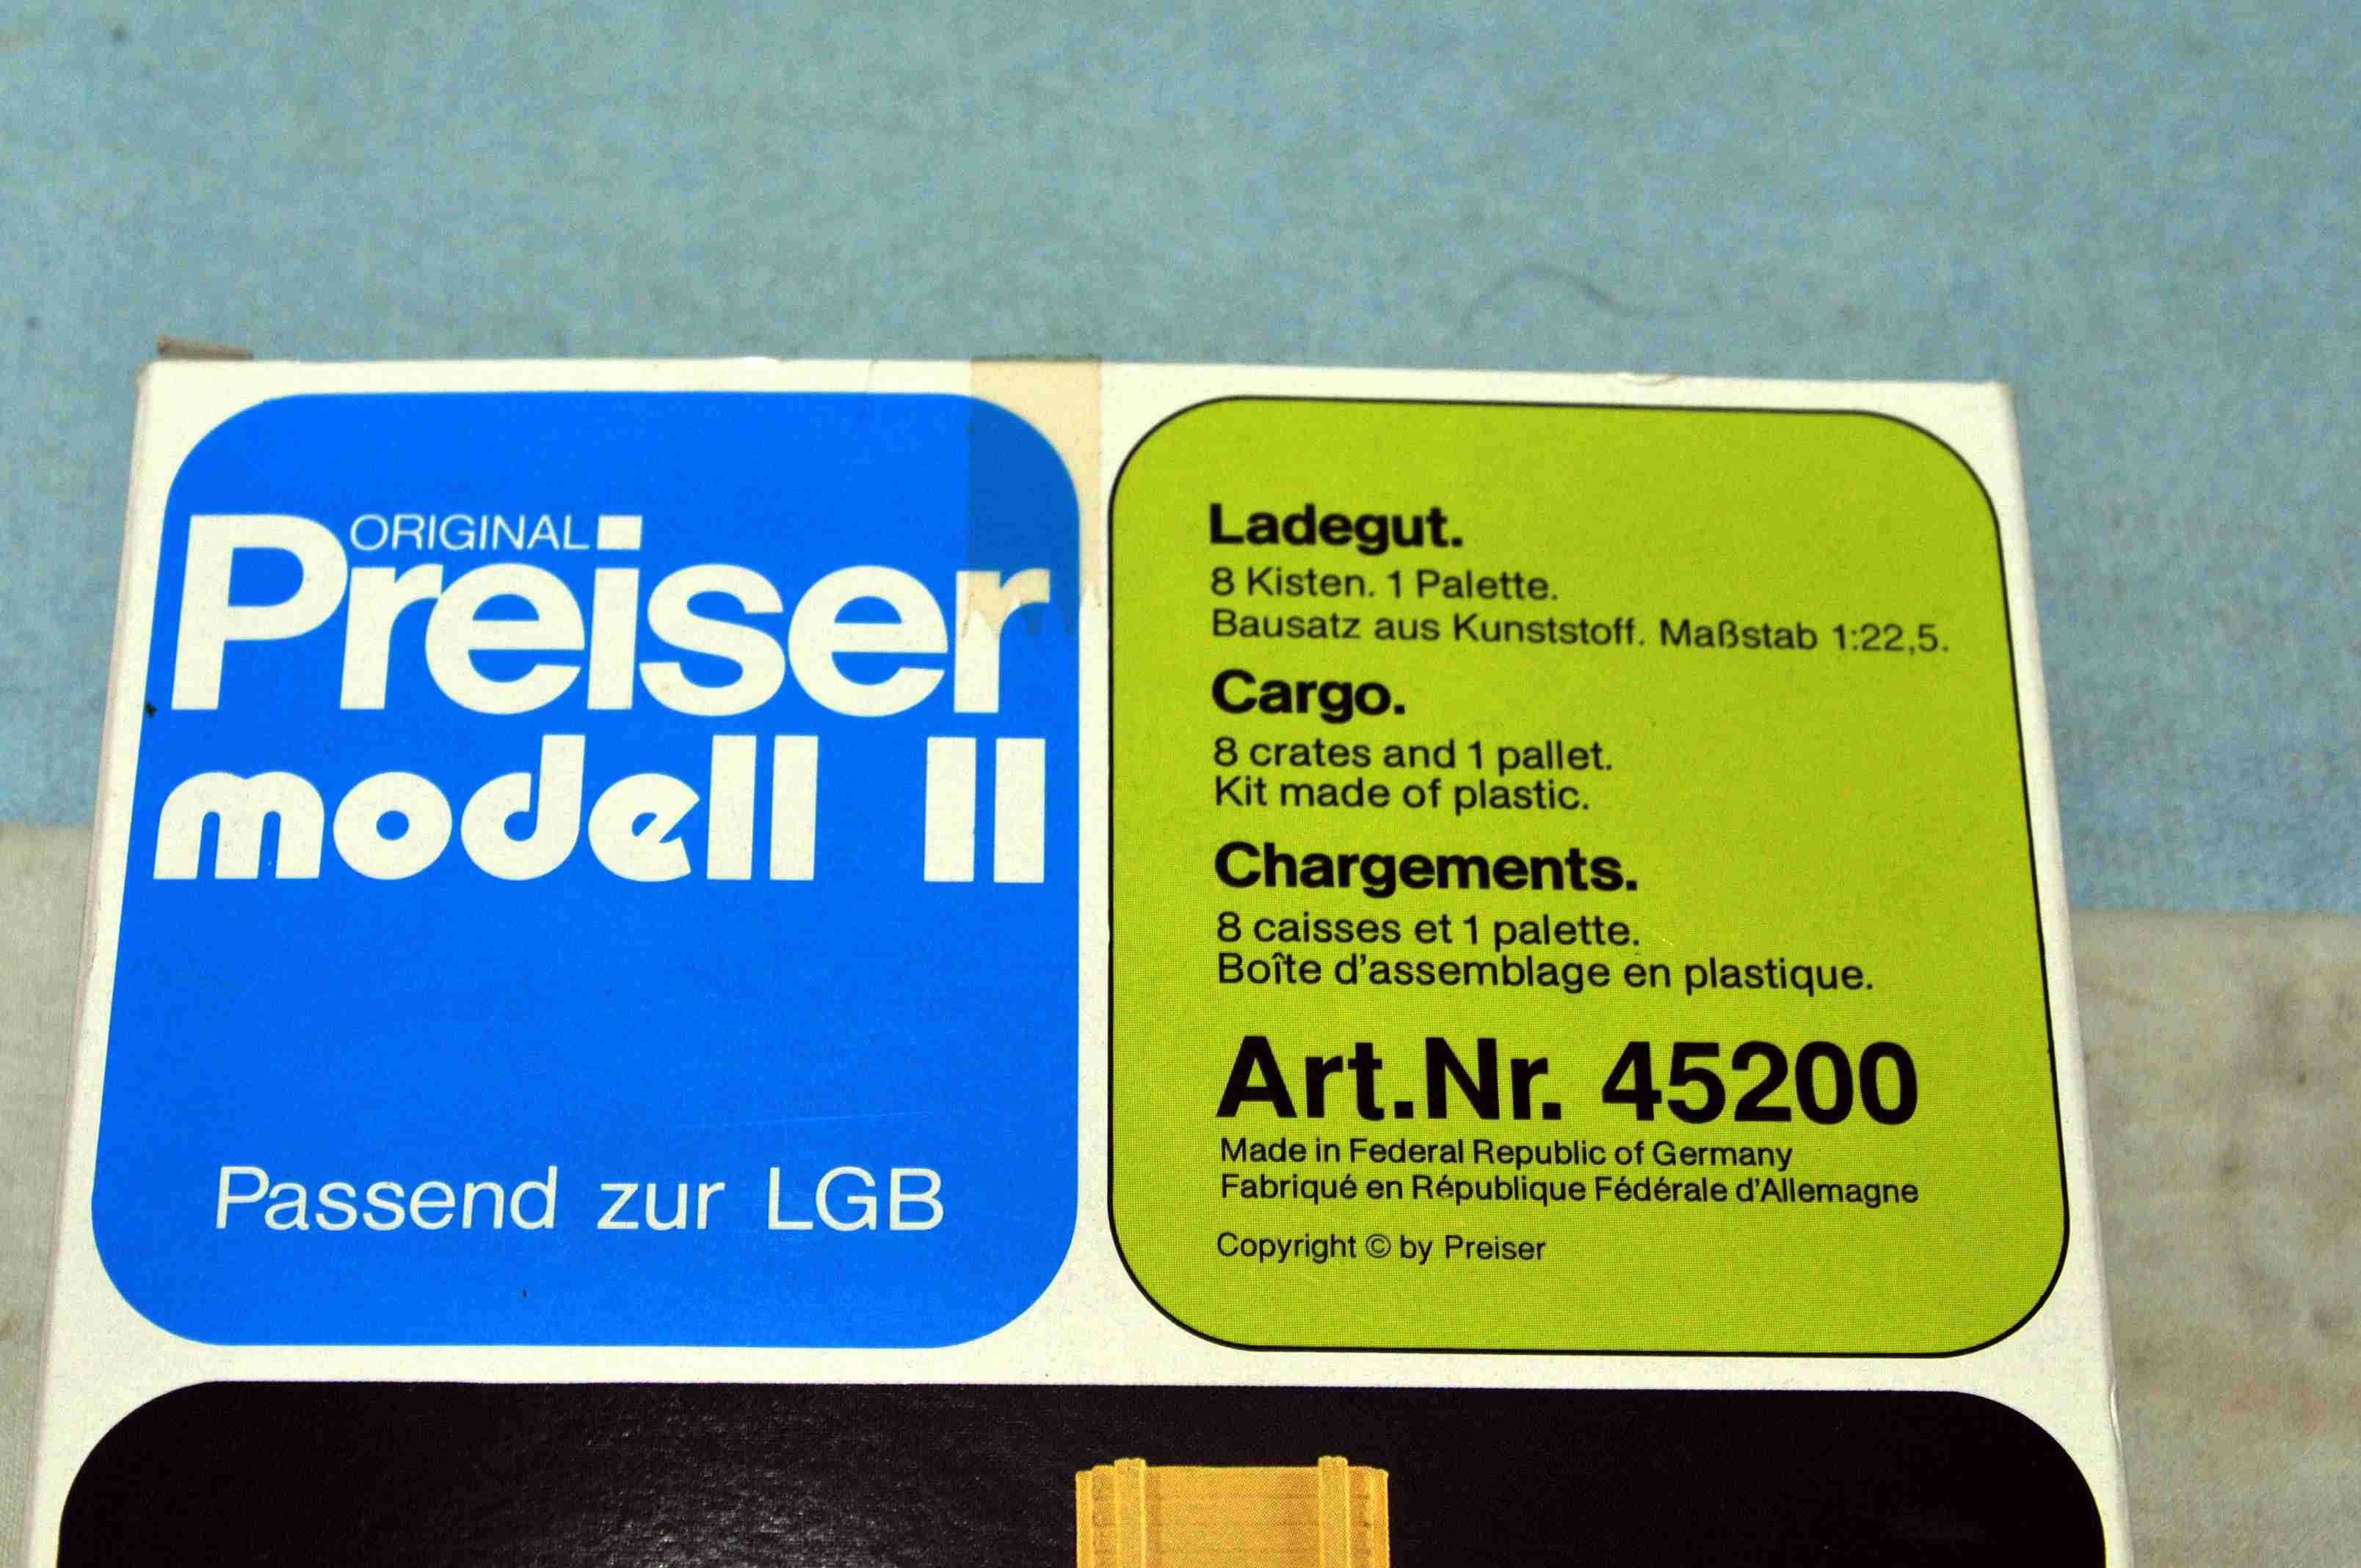 ORIGINAL
Preiser
modell II
Passend zur LGB
Ladegut.
8 Kisten. 1 Palette.
Bausatz aus Kunststoff. Maßstab 1:22,5.
Cargo.
8 crates and 1 pallet.
Kit made of plastic.
Chargements.
8 caisses et 1 palette.
Boîte d'assemblage en plastique.
Art.Nr. 45200
Made in Federal Republic of Germany
Fabriqué en République Fédérale d'Allemagne
Copyright © by Preiser